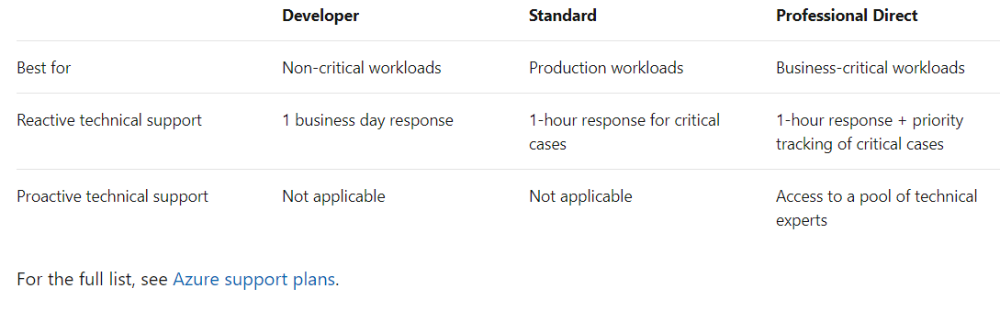 Developer Standard Professional Direct
Best for Non-critical workloads Production workloads Business-critical workloads
Reactive technical support 1 business day response 1-hour response for critical 1-hour response + priority
cases tracking of critical cases
Proactive technical support Not applicable Not applicable Access to a pool of technical
experts
For the full list, see Azure support plans.